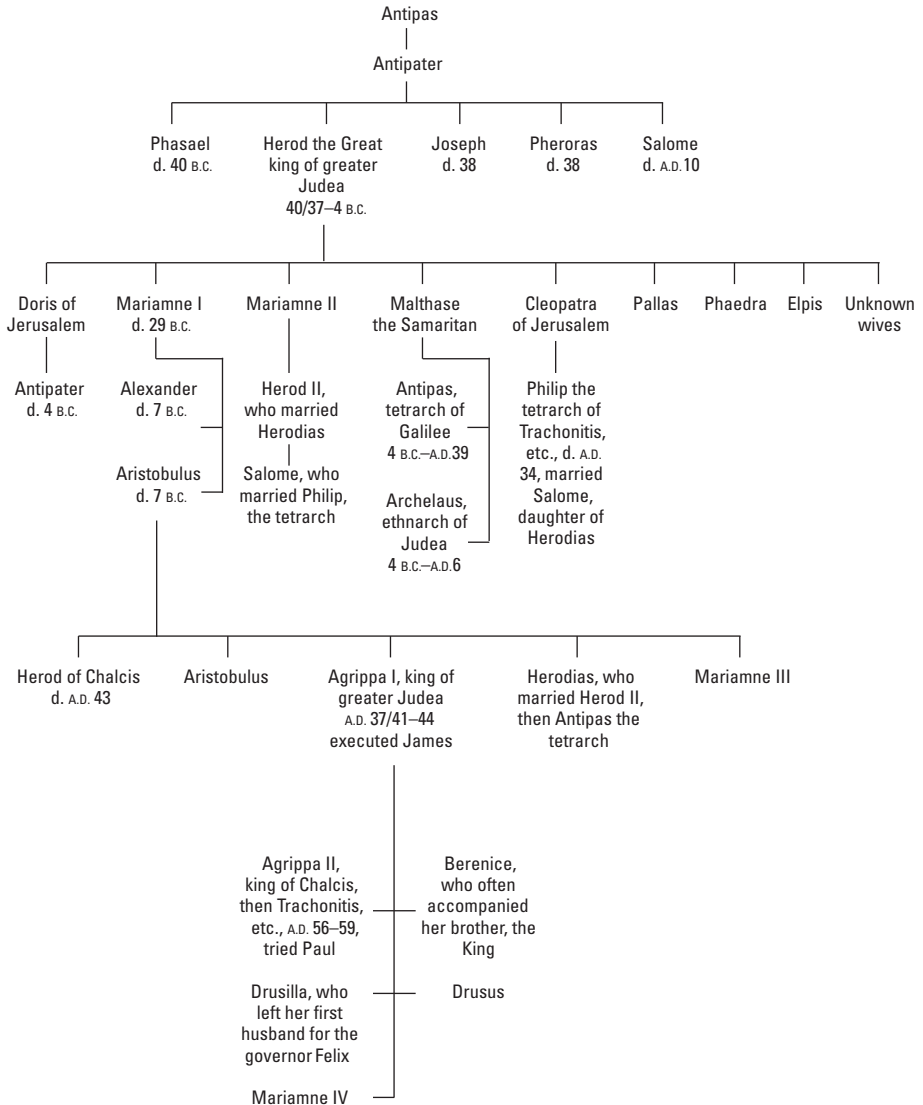 Antipas
Antipater
Phasael
d. 40 B.C.
Herod the Great
king of greater
Judea
40/37–4 B.C.
Joseph
d. 38
Pheroras
d. 38
Salome
d. A.D.10
Doris of
Jerusalem
Mariamne I
d. 29 B.C.
Mariamne II
Malthase
the Samaritan
Cleopatra
of Jerusalem
Pallas
Phaedra
Elpis
Unknown
wives
Antipater
d. 4 B.C.
Alexander
d. 7 B.C.
Aristobulus
d. 7 B.C.
Herod II,
who married
Herodias
Salome, who
married Philip,
the tetrarch
Antipas,
tetrarch of
Galilee
4 B.C.–A.D.39
Archelaus,
ethnarch of
Judea
4 B.C.–A.D.6
Philip the
tetrarch of
Trachonitis,
etc., d. A.D.
34, married
Salome,
daughter of
Herodias
Herod of Chalcis
d. A.D. 43
Aristobulus
Agrippa I, king of
greater Judea
A.D. 37/41–44
executed James
Herodias, who
married Herod II,
then Antipas the
tetrarch
Mariamne III
Agrippa II,
king of Chalcis,
then Trachonitis,
etc., A.D. 56–59,
tried Paul
Berenice,
who often
accompanied
her brother, the
King
Drusilla, who
left her first
husband for the
governor Felix
Drusus
Mariamne IV